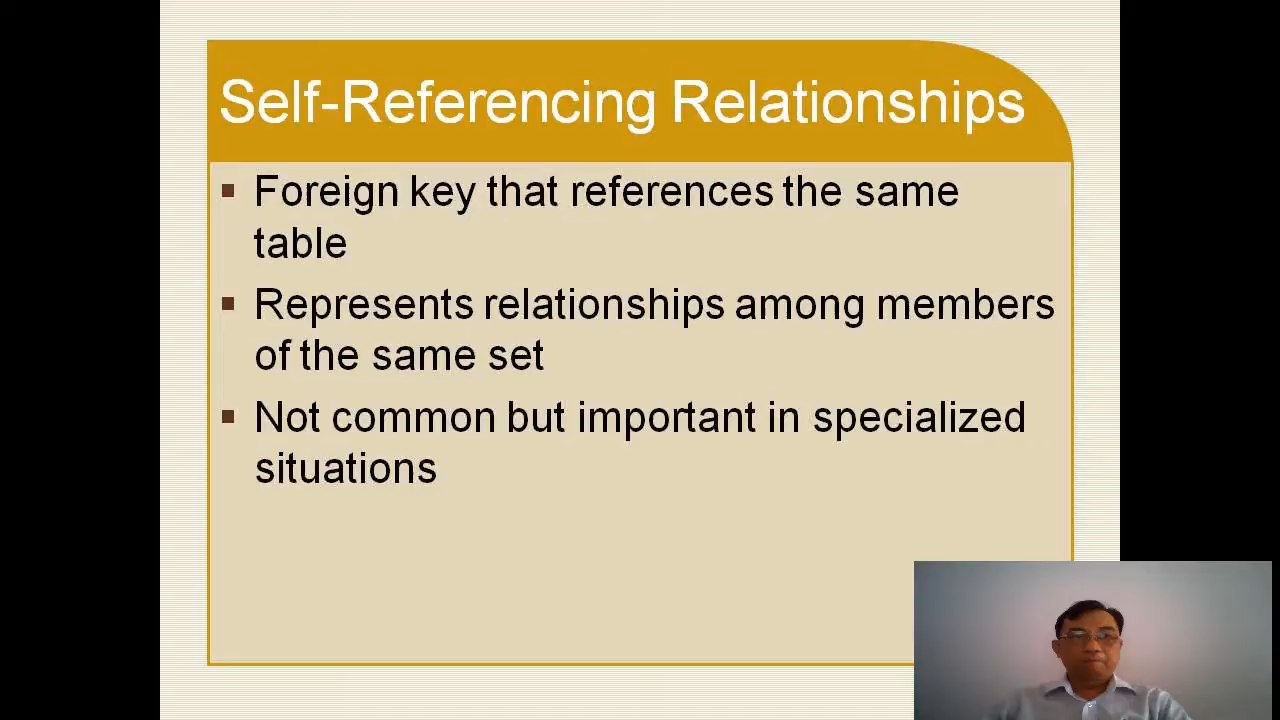 Self-Referencing Relationships
Foreign key that references the same
table
Represents relationships among members
of the same set
Not common but important in specialized
situations